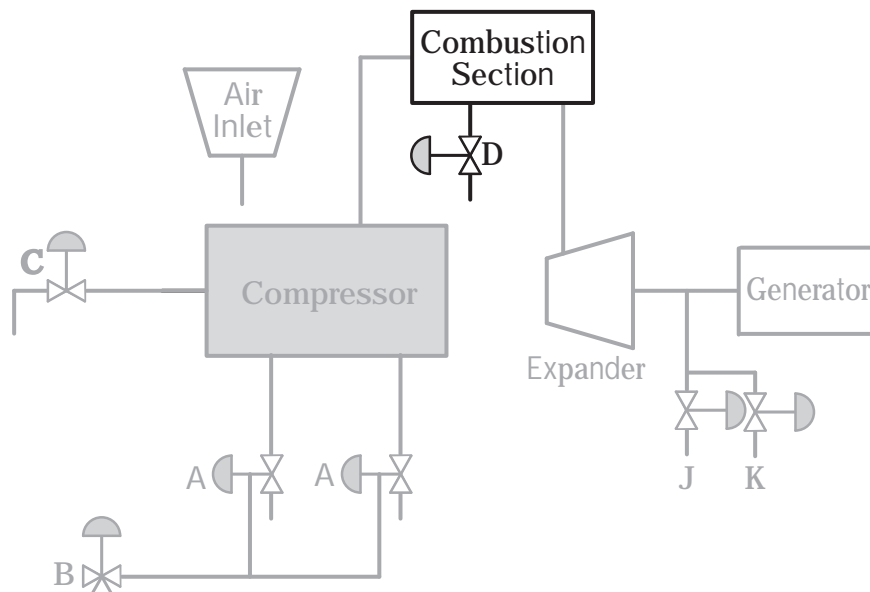 Combustion
Section
Air
Inlet
D
C
Compressor
Generator
Expander
A
A
J
K
B